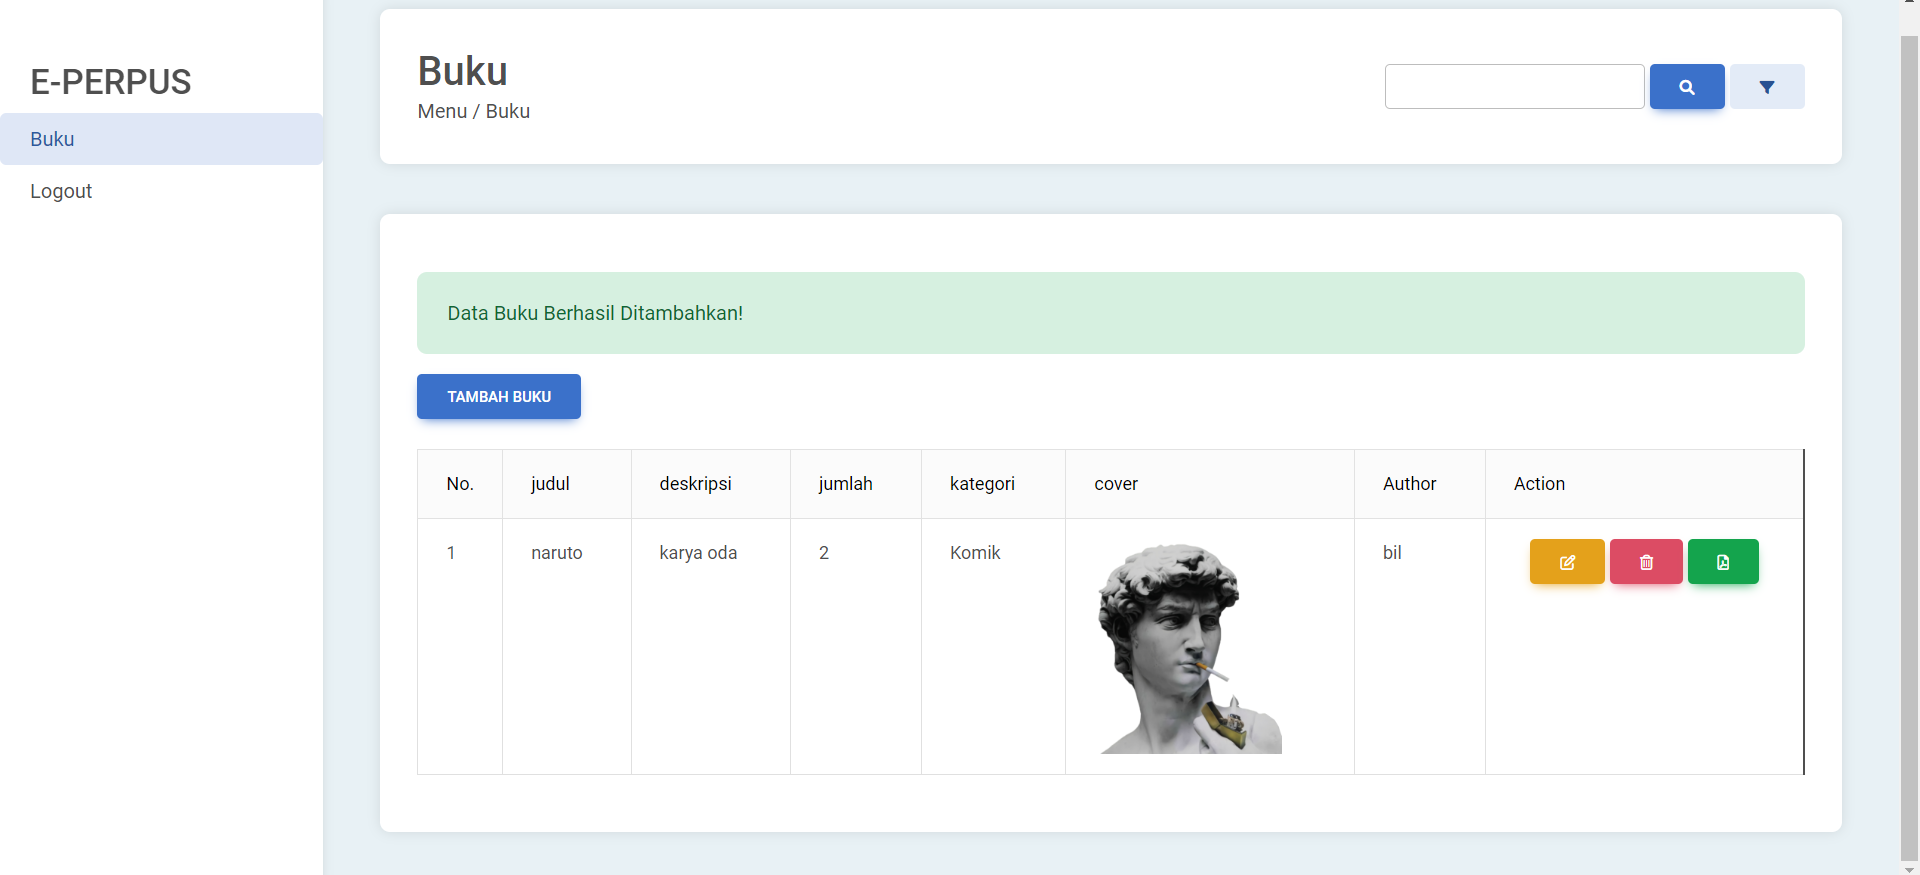 E-PERPUS
Buku
Logout
Buku
Menu / Buku
Data Buku Berhasil Ditambahkan!
TAMBAH BUKU
No. judul deskripsi jumlah kategori cover Author Action
1 naruto karya oda 2 Komik bil